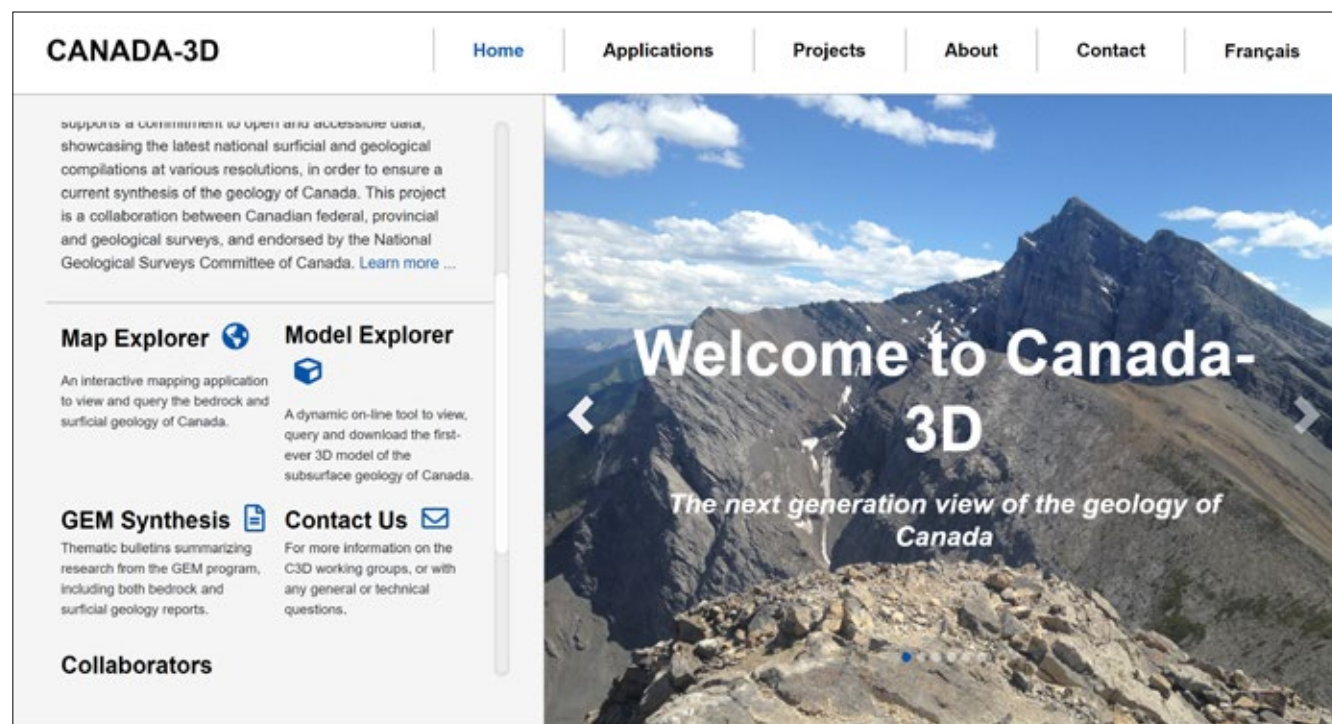 CANADA-3D
Home
Applications
Projects
About
Contact
Français
supports a commitment to open and accessible data,
showcasing the latest national surficial and geological
compilations at various resolutions, in order to ensure a
current synthesis of the geology of Canada. This project
is a collaboration between Canadian federal, provincial
and geological surveys, and endorsed by the National
Geological Surveys Committee of Canada. Learn more ...
Map Explorer
An interactive mapping application
to view and query the bedrock and
surficial geology of Canada.
Model Explorer
A dynamic on-line tool to view,
query and download the first-
ever 3D model of the
subsurface geology of Canada.
GEM Synthesis
Thematic bulletins summarizing
research from the GEM program,
including both bedrock and
surficial geology reports.
Contact Us
For more information on the
C3D working groups, or with
any general or technical
questions.
Collaborators
Welcome to Canada-
3D
The next generation view of the geology of
Canada